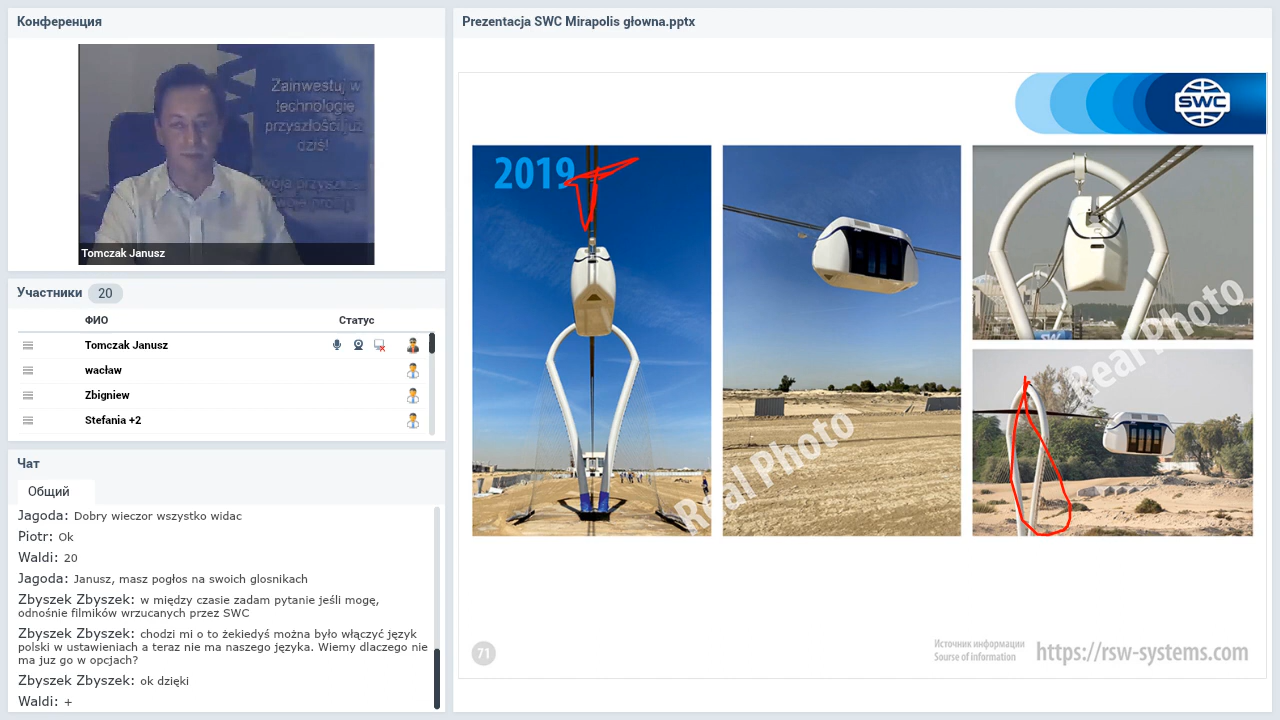 Конференция
Zainwestuj w
technologie
przyszłości już
dziś!
Tomczak Janusz
Участники 20
ФИО Статус
Tomczak Janusz
wacław
Zbigniew
Stefania +2
Чат
Общий
Jagoda: Dobry wieczor wszystko widac
Piotr: Ok
Waldi: 20
Jagoda: Janusz, masz pogłos na swoich glosnikach
Zbyszek Zbyszek: w między czasie zadam pytanie jeśli mogę,
odnośnie filmików wrzucanych przez SWC
Zbyszek Zbyszek: chodzi mi o to żekiedyś można było włączyć język
polski w ustawieniach a teraz nie ma naszego języka. Wiemy dlaczego nie
ma juz go w opcjach?
Zbyszek Zbyszek: ok dzięki
Waldi: +
Prezentacja SWC Mirapolis głowna.pptx
SWC
2019
Real Photo
Real Photo
71
Источник информации
Sourse of information
https://rsw-systems.com